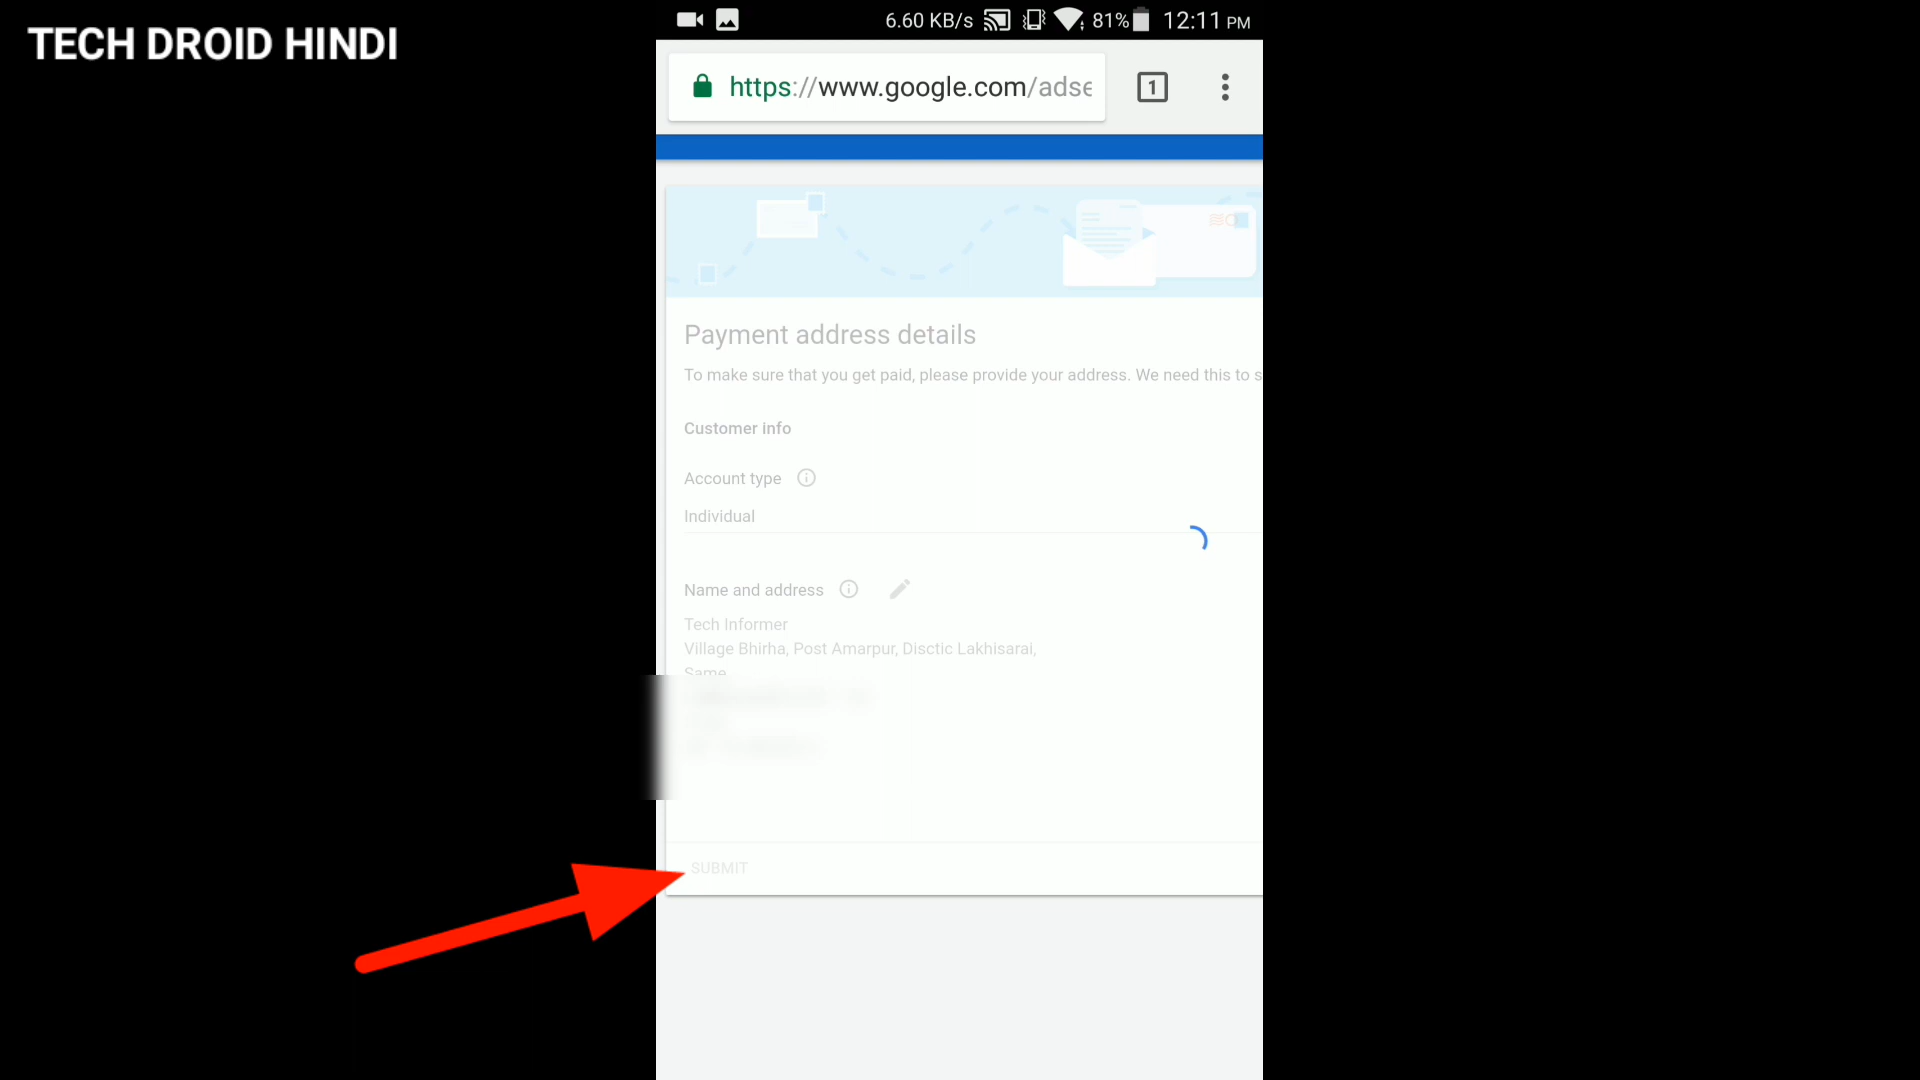 TECH DROID HINDI
6.60 KB/s 81% 12:11 PM
https://www.google.com/adse
1
Payment address details
To make sure that you get paid, please provide your address. We need this to s
Customer info
Account type
Individual
Name and address
Tech Informer
Village Bhirha, Post Amarpur, Disctic Lakhisarai,
Same
SUBMIT